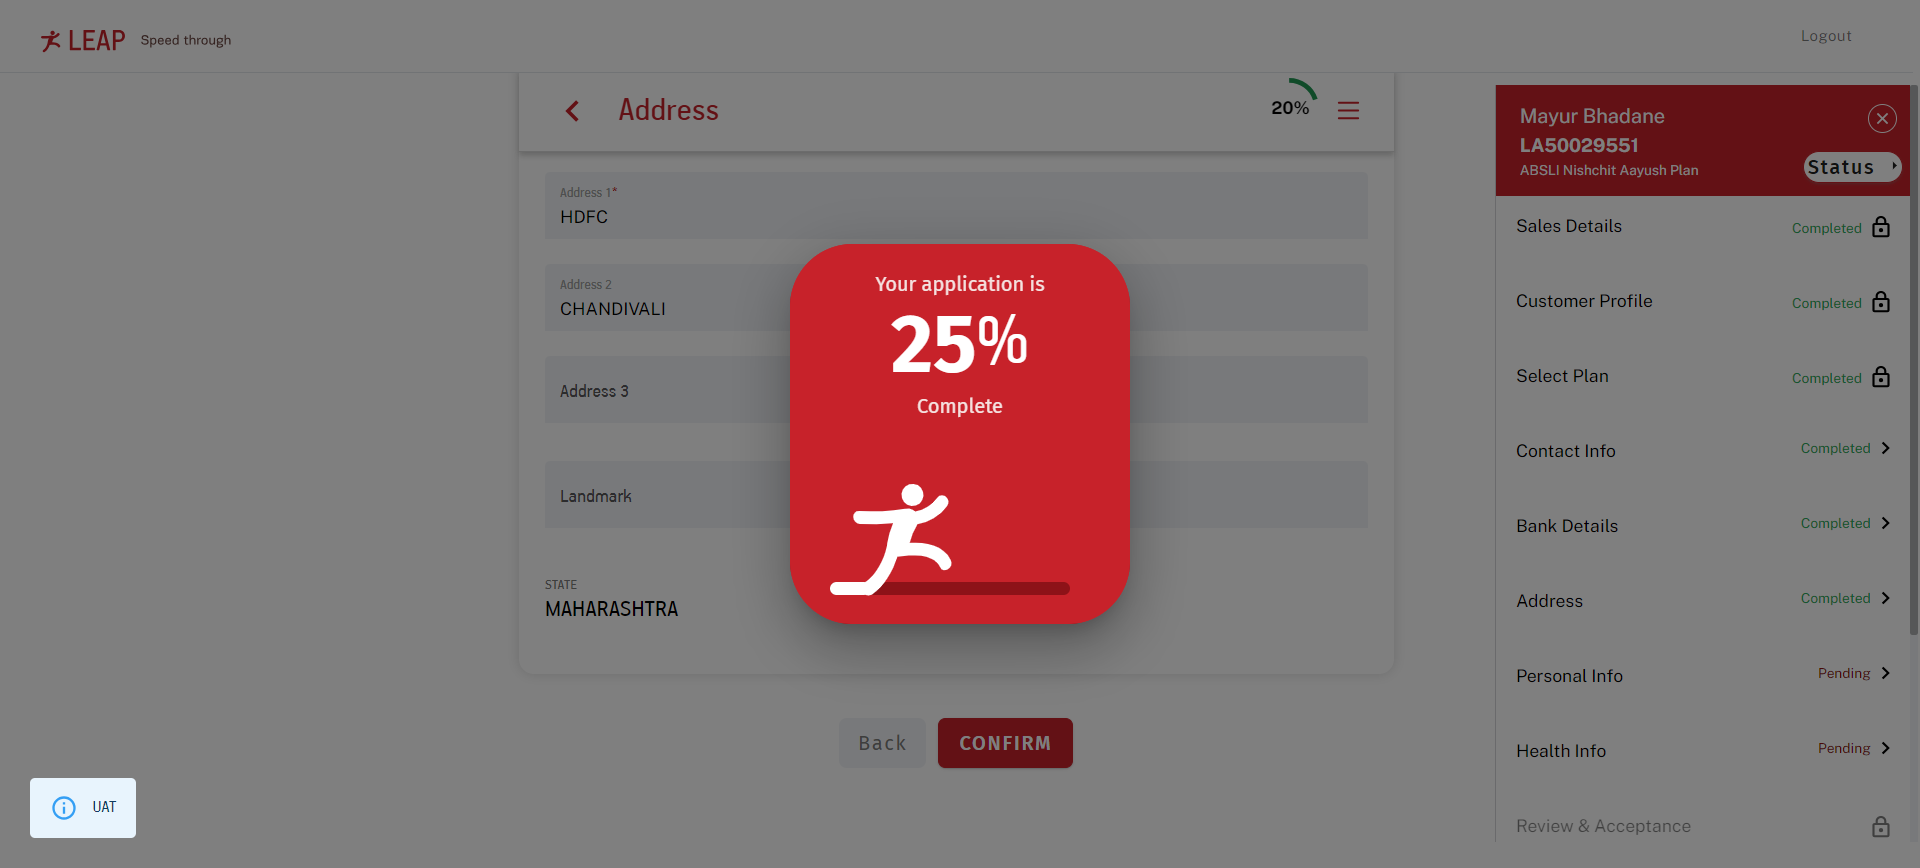 LEAP Speed through
Logout
Address
20%
Address 1*
HDFC
Address 2
CHANDIVALI
Address 3
Landmark
STATE
MAHARASHTRA
Back
CONFIRM
Your application is
25%
Complete
Mayur Bhadane
LA50029551
ABSLI Nishchit Aayush Plan
Status
Sales Details Completed
Customer Profile Completed
Select Plan Completed
Contact Info Completed
Bank Details Completed
Address Completed
Personal Info Pending
Health Info Pending
Review & Acceptance
UAT